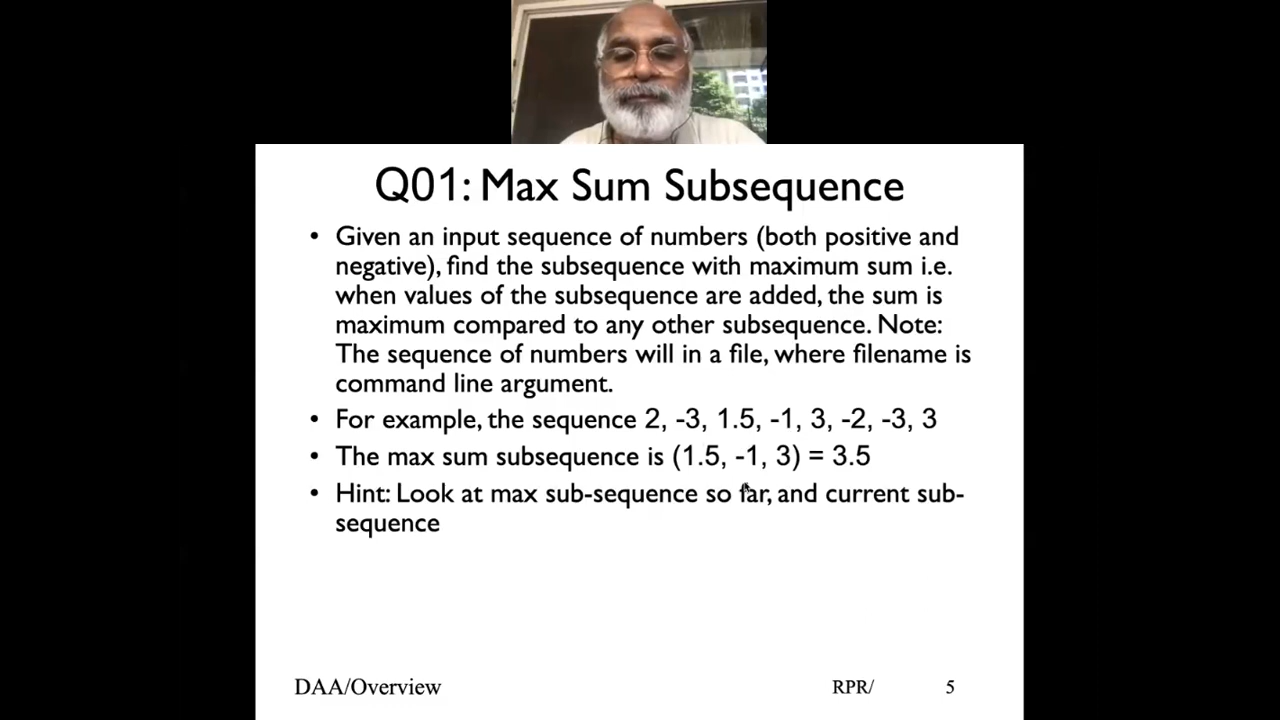 Q01: Max Sum Subsequence
• Given an input sequence of numbers (both positive and
negative), find the subsequence with maximum sum i.e.
when values of the subsequence are added, the sum is
maximum compared to any other subsequence. Note:
The sequence of numbers will in a file, where filename is
command line argument.
• For example, the sequence 2, -3, 1.5, -1, 3, -2, -3, 3
• The max sum subsequence is (1.5, -1, 3) = 3.5
• Hint: Look at max sub-sequence so far, and current sub-
sequence
DAA/Overview RPR/ 5